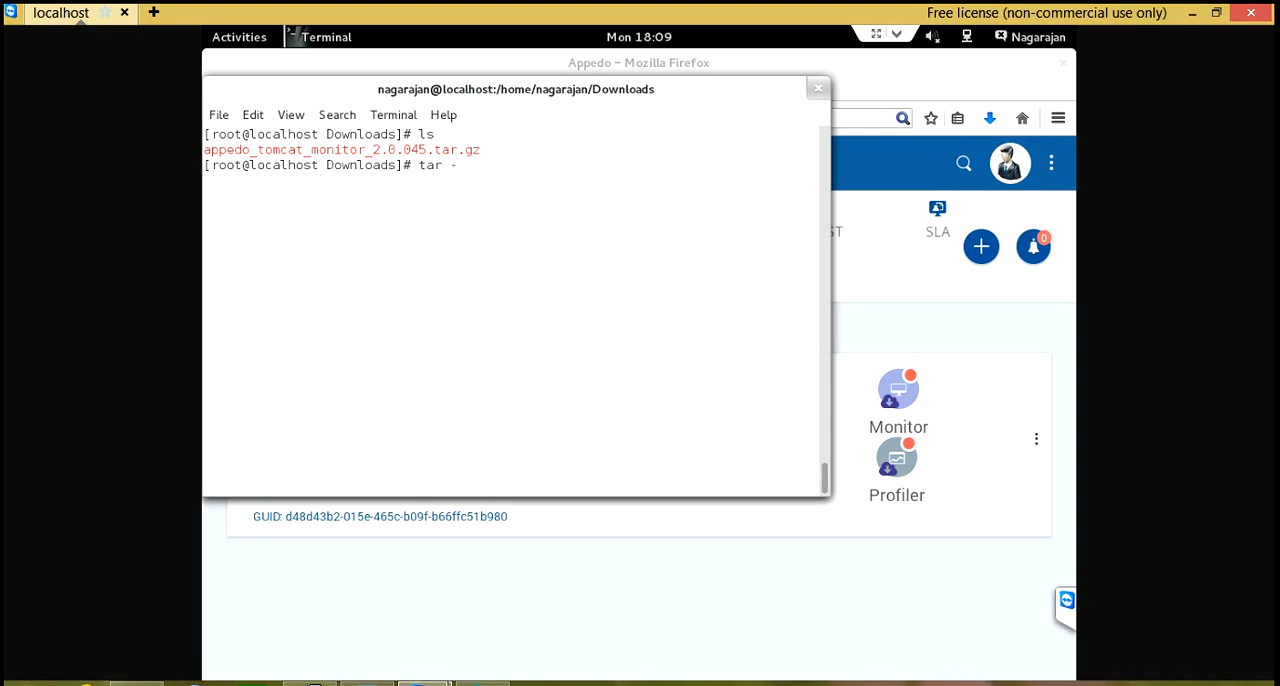 localhost
Free license (non-commercial use only)
Activities
Terminal
Mon 18:09
Nagarajan
Appedo - Mozilla Firefox
nagarajan@localhost:/home/nagarajan/Downloads
File Edit View Search Terminal Help
[root@localhost Downloads]# ls
appedo_tomcat_monitor_2.0.045.tar.gz
[root@localhost Downloads]# tar -
ST
SLA
0
Monitor
Profiler
GUID: d48d43b2-015e-465c-b09f-b66ffc51b980